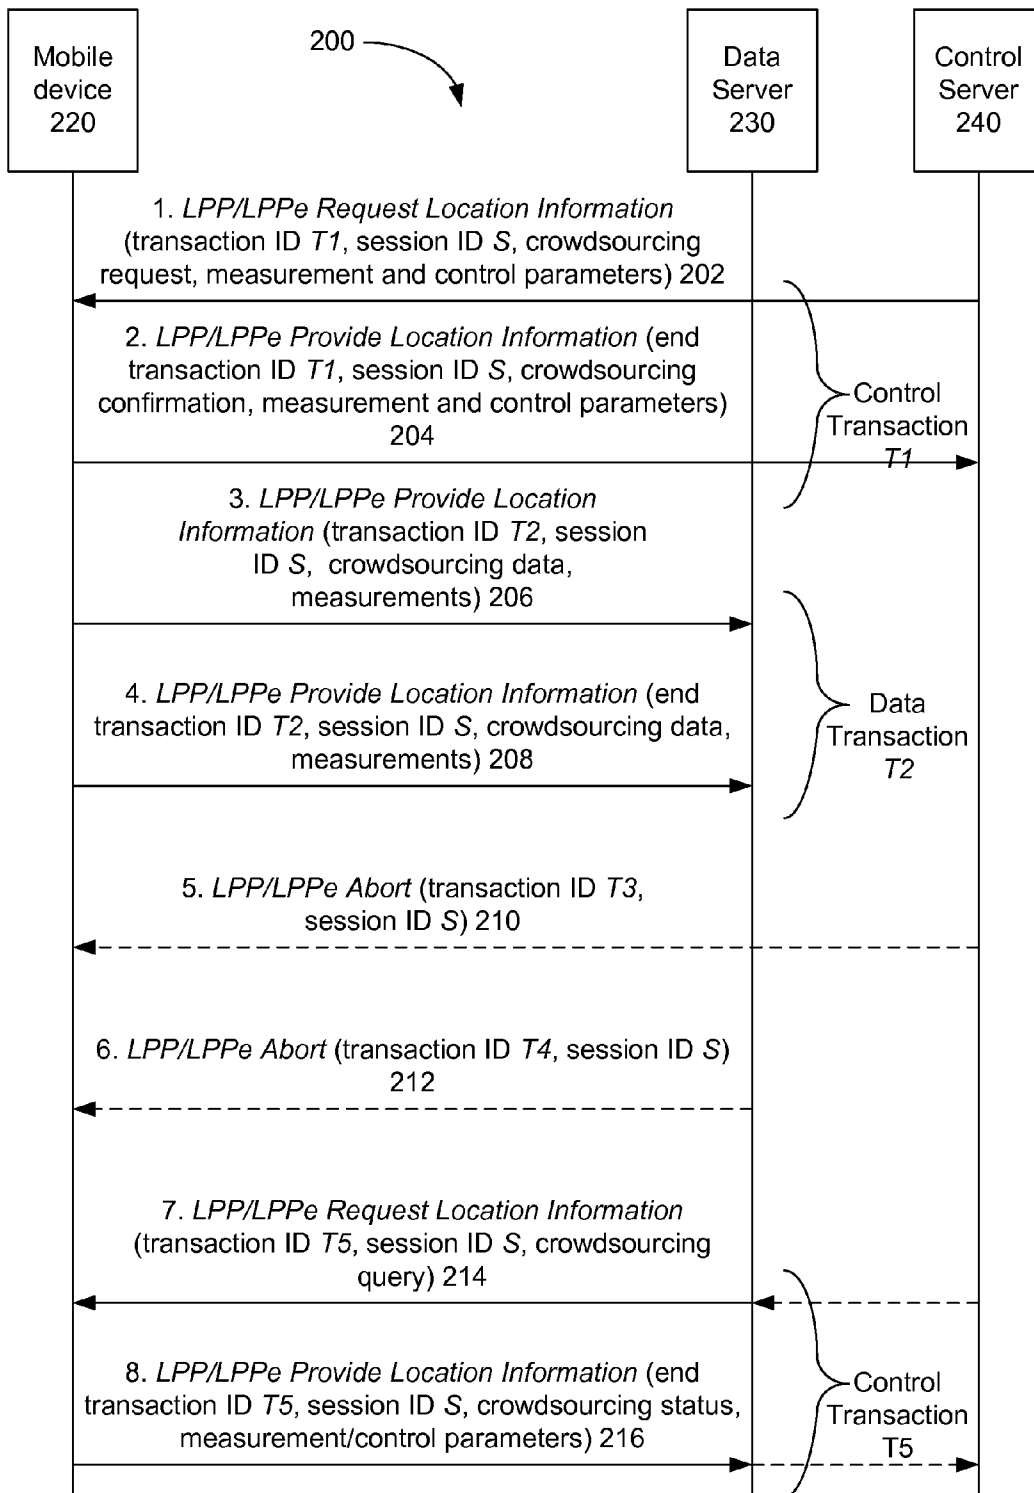 Mobile
device
220
200
Data
Server
230
Control
Server
240
1. LPP/LPPe Request Location Information
(transaction ID T1, session ID S, crowdsourcing
request, measurement and control parameters) 202
2. LPP/LPPe Provide Location Information (end
transaction ID T1, session ID S, crowdsourcing
confirmation, measurement and control parameters)
204
Control
Transaction
T1
3. LPP/LPPe Provide Location
Information (transaction ID T2, session
ID S, crowdsourcing data,
measurements) 206
4. LPP/LPPe Provide Location Information (end
transaction ID T2, session ID S, crowdsourcing data,
measurements) 208
Data
Transaction
T2
5. LPP/LPPe Abort (transaction ID T3,
session ID S) 210
6. LPP/LPPe Abort (transaction ID T4, session ID S)
212
7. LPP/LPPe Request Location Information
(transaction ID T5, session ID S, crowdsourcing
query) 214
8. LPP/LPPe Provide Location Information (end
transaction ID T5, session ID S, crowdsourcing status,
measurement/control parameters) 216
Control
Transaction
T5